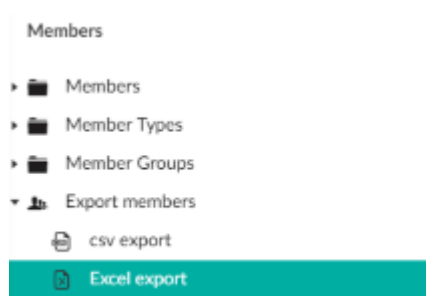 Members
Members
Member Types
Member Groups
Export members
csv export
Excel export